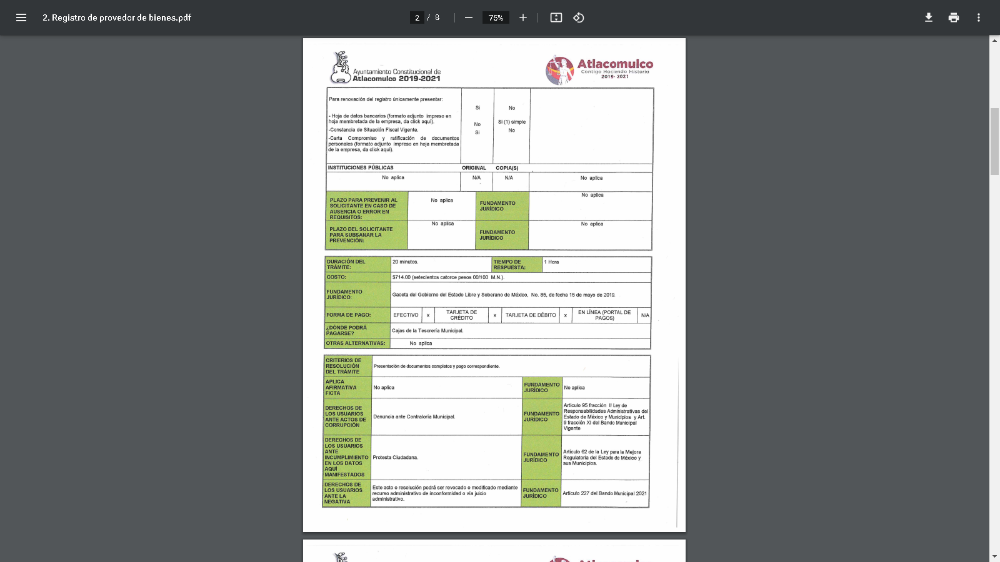 2. Registro de provedor de bienes.pdf
2 / 8
75%
Ayuntamiento Constitucional de
Atlacomulco 2019-2021
Atlacomulco
Contigo Haciendo Historia
2019- 2021
Para renovación del registro únicamente presentar:
Si
No
- Hoja de datos bancarios (formato adjunto impreso en
hoja membretada de la empresa, da click aquí).
No
Si (1) simple
-Constancia de Situación Fiscal Vigente.
Si
No
-Carta Compromiso y ratificación de documentos
personales (formato adjunto impreso en hoja membretada
de la empresa, da click aquí).
INSTITUCIONES PÚBLICAS
ORIGINAL
COPIA(S)
No aplica
N/A
N/A
No aplica
PLAZO PARA PREVENIR AL
SOLICITANTE EN CASO DE
AUSENCIA O ERROR EN
REQUISITOS:
No aplica
FUNDAMENTO
JURÍDICO
No aplica
PLAZO DEL SOLICITANTE
PARA SUBSANAR LA
PREVENCIÓN:
No aplica
FUNDAMENTO
JURÍDICO
No aplica
DURACIÓN DEL
TRÁMITE:
20 minutos.
TIEMPO DE
RESPUESTA:
1 Hora
COSTO:
$714.00 (setecientos catorce pesos 00/100 M.N.).
FUNDAMENTO
JURÍDICO:
Gaceta del Gobierno del Estado Libre y Soberano de México, No. 85, de fecha 15 de mayo de 2019.
FORMA DE PAGO:
EFECTIVO
x
TARJETA DE
CRÉDITO
x
TARJETA DE DÉBITO
x
EN LÍNEA (PORTAL DE
PAGOS)
N/A
¿DÓNDE PODRÁ
PAGARSE?
Cajas de la Tesorería Municipal.
OTRAS ALTERNATIVAS:
No aplica
CRITERIOS DE
RESOLUCIÓN
DEL TRÁMITE
Presentación de documentos completos y pago correspondiente.
APLICA
AFIRMATIVA
FICTA
No aplica
FUNDAMENTO
JURÍDICO
No aplica
DERECHOS DE
LOS USUARIOS
ANTE ACTOS DE
CORRUPCIÓN
Denuncia ante Contraloría Municipal.
FUNDAMENTO
JURÍDICO
Artículo 95 fracción II Ley de
Responsabilidades Administrativas del
Estado de México y Municipios y Art.
9 fracción XI del Bando Municipal
Vigente
DERECHOS DE
LOS USUARIOS
ANTE
INCUMPLIMIENTO
EN LOS DATOS
AQUÍ
MANIFESTADOS
Protesta Ciudadana.
FUNDAMENTO
JURÍDICO
Artículo 62 de la Ley para la Mejora
Regulatoria del Estado de México y
sus Municipios.
DERECHOS DE
LOS USUARIOS
ANTE LA
NEGATIVA
Este acto o resolución podrá ser revocado o modificado mediante
recurso administrativo de inconformidad o vía juicio
administrativo.
FUNDAMENTO
JURÍDICO
Artículo 227 del Bando Municipal 2021